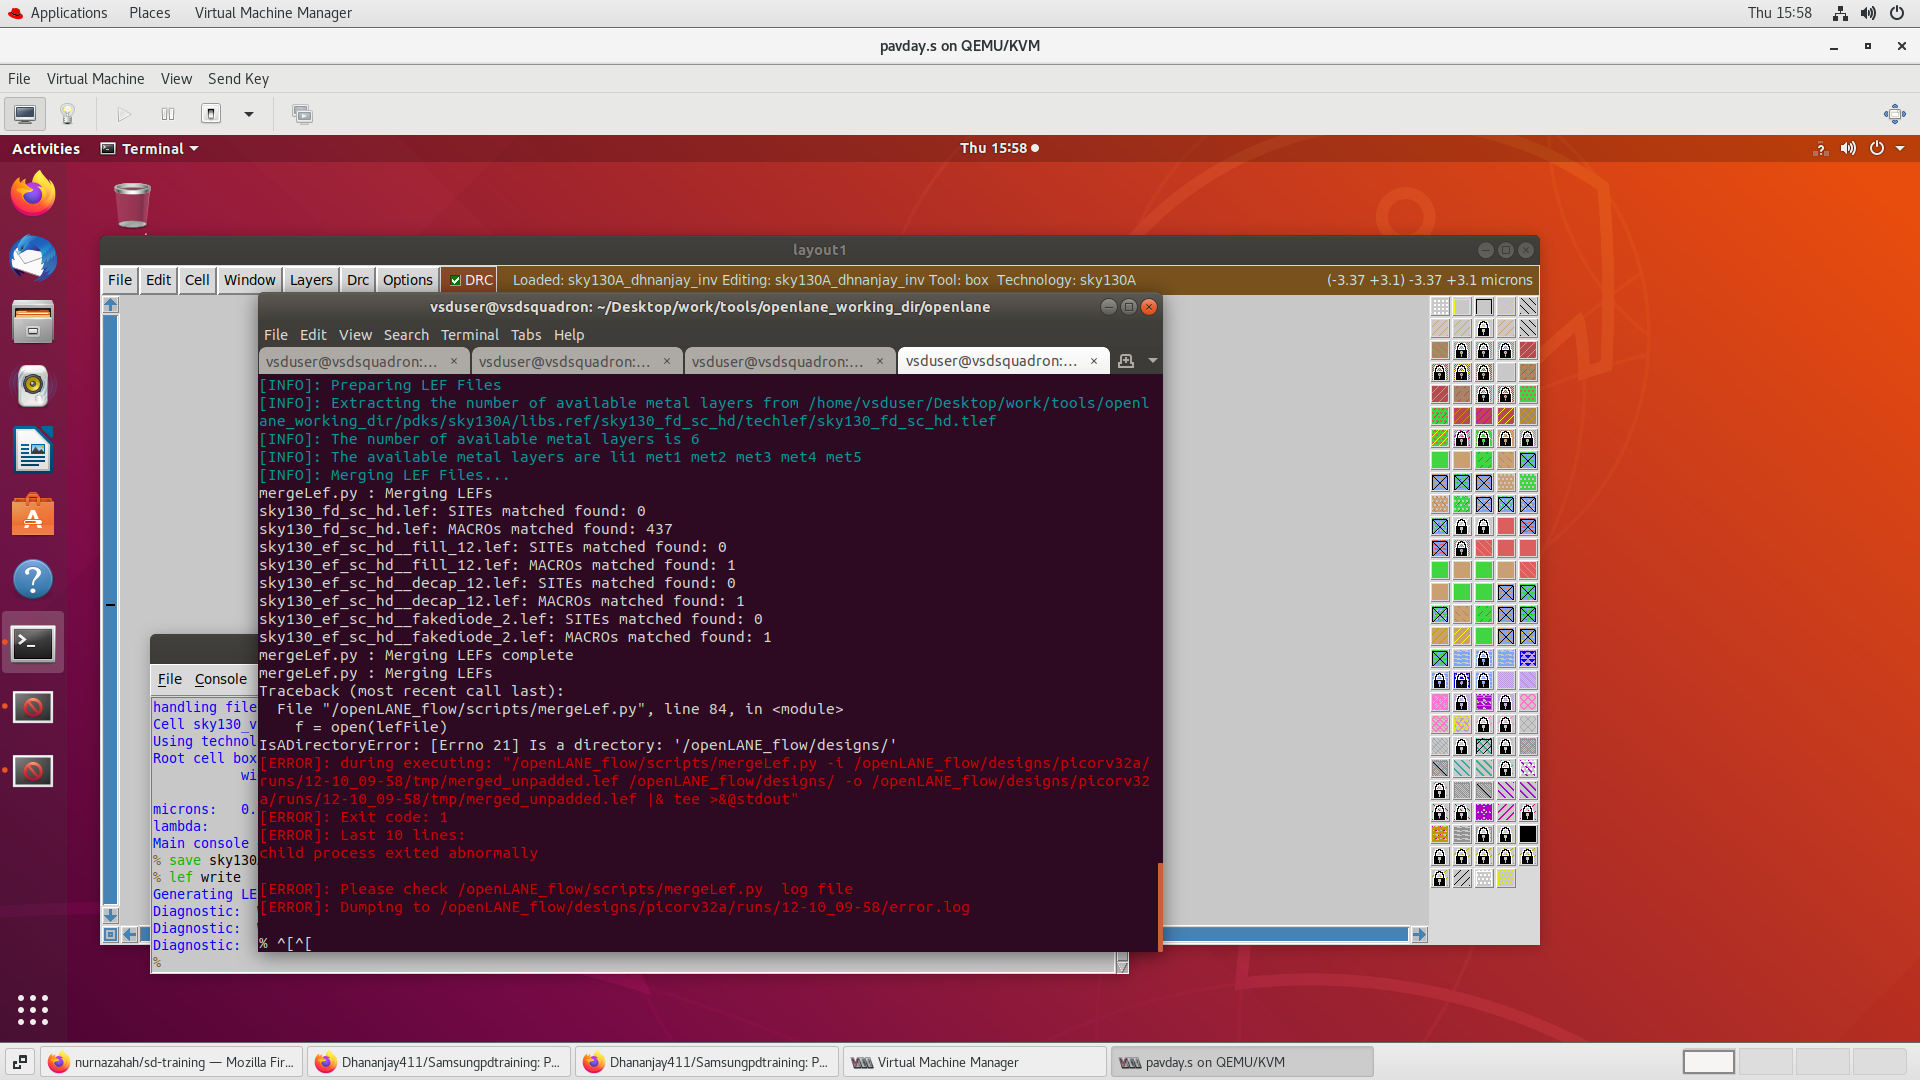 Applications Places Virtual Machine Manager Thu 15:58
pavday.s on QEMU/KVM
File Virtual Machine View Send Key
Activities Terminal Thu 15:58
layout1
File Edit Cell Window Layers Drc Options DRC Loaded: sky130A_dhnanjay_inv Editing: sky130A_dhnanjay_inv Tool: box Technology: sky130A (-3.37 +3.1) -3.37 +3.1 microns
vsduser@vsdsquadron: ~/Desktop/work/tools/openlane_working_dir/openlane
File Edit View Search Terminal Tabs Help
vsduser@vsdsquadron:... vsduser@vsdsquadron:... vsduser@vsdsquadron:... vsduser@vsdsquadron:...
[INFO]: Preparing LEF Files
[INFO]: Extracting the number of available metal layers from /home/vsduser/Desktop/work/tools/openl
ane_working_dir/pdks/sky130A/libs.ref/sky130_fd_sc_hd/techlef/sky130_fd_sc_hd.tlef
[INFO]: The number of available metal layers is 6
[INFO]: The available metal layers are li1 met1 met2 met3 met4 met5
[INFO]: Merging LEF Files...
mergeLef.py : Merging LEFs
sky130_fd_sc_hd.lef: SITEs matched found: 0
sky130_fd_sc_hd.lef: MACROs matched found: 437
sky130_ef_sc_hd__fill_12.lef: SITEs matched found: 0
sky130_ef_sc_hd__fill_12.lef: MACROs matched found: 1
sky130_ef_sc_hd__decap_12.lef: SITEs matched found: 0
sky130_ef_sc_hd__decap_12.lef: MACROs matched found: 1
sky130_ef_sc_hd__fakediode_2.lef: SITEs matched found: 0
sky130_ef_sc_hd__fakediode_2.lef: MACROs matched found: 1
mergeLef.py : Merging LEFs complete
mergeLef.py : Merging LEFs
Traceback (most recent call last):
File "/openLANE_flow/scripts/mergeLef.py", line 84, in <module>
f = open(lefFile)
IsADirectoryError: [Errno 21] Is a directory: '/openLANE_flow/designs/'
[ERROR]: during executing: "/openLANE_flow/scripts/mergeLef.py -i /openLANE_flow/designs/picorv32a/
runs/12-10_09-58/tmp/merged_unpadded.lef /openLANE_flow/designs/ -o /openLANE_flow/designs/picorv32
a/runs/12-10_09-58/tmp/merged_unpadded.lef |& tee >&@stdout"
[ERROR]: Exit code: 1
[ERROR]: Last 10 lines:
child process exited abnormally
[ERROR]: Please check /openLANE_flow/scripts/mergeLef.py log file
[ERROR]: Dumping to /openLANE_flow/designs/picorv32a/runs/12-10_09-58/error.log
% ^[^[
File Console
handling file
Cell sky130_v
Using technol
Root cell box
wi
microns: 0.
lambda:
Main console
% save sky130
% lef write
Generating LE
Diagnostic:
Diagnostic:
Diagnostic:
%
nurnazahah/sd-training — Mozilla Fir... Dhananjay411/Samsungpdtraining: P... Dhananjay411/Samsungpdtraining: P... Virtual Machine Manager pavday.s on QEMU/KVM